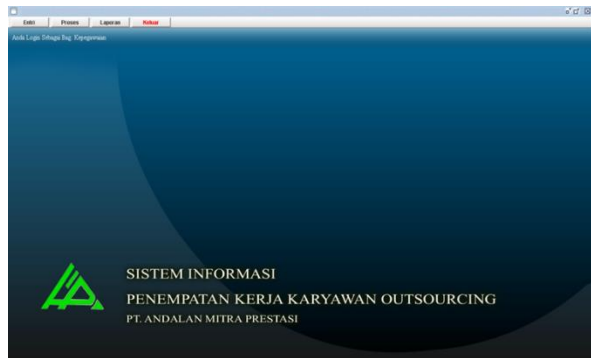 Entri Proses Laporan Keluar
Anda Login Sebagai Bag. Kepegawaian
SISTEM INFORMASI
PENEMPATAN KERJA KARYAWAN OUTSOURCING
PT. ANDALAN MITRA PRESTASI